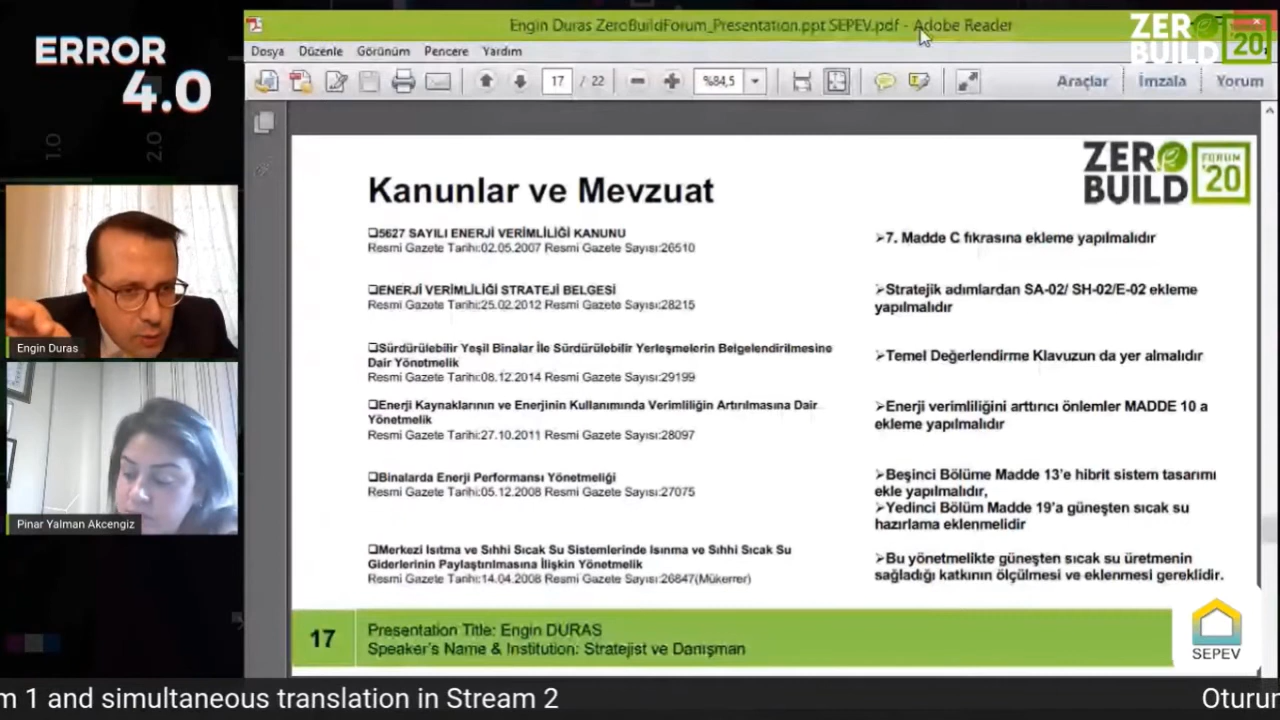 ERROR
4.0
1.0
2.0
Engin Duras ZeroBuildForum_Presentation.ppt SEPEV.pdf - Adobe Reader
ZERO
BUILD
'20
Dosya Düzenle Görünüm Pencere Yardım
17 / 22 %84,5 Araçlar İmzala Yorum
ZERO
BUILD
FORUM
'20
Kanunlar ve Mevzuat
❑5627 SAYILI ENERJİ VERİMLİLİĞİ KANUNU
Resmi Gazete Tarihi:02.05.2007 Resmi Gazete Sayısı:26510
➢7. Madde C fıkrasına ekleme yapılmalıdır
❑ENERJİ VERİMLİLİĞİ STRATEJİ BELGESİ
Resmi Gazete Tarihi:25.02.2012 Resmi Gazete Sayısı:28215
➢Stratejik adımlardan SA-02/ SH-02/E-02 ekleme
yapılmalıdır
❑Sürdürülebilir Yeşil Binalar İle Sürdürülebilir Yerleşmelerin Belgelendirilmesine
Dair Yönetmelik
Resmi Gazete Tarihi:08.12.2014 Resmi Gazete Sayısı:29199
➢Temel Değerlendirme Klavuzun da yer almalıdır
❑Enerji Kaynaklarının ve Enerjinin Kullanımında Verimliliğin Artırılmasına Dair
Yönetmelik
Resmi Gazete Tarihi:27.10.2011 Resmi Gazete Sayısı:28097
➢Enerji verimliliğini arttırıcı önlemler MADDE 10 a
ekleme yapılmalıdır
❑Binalarda Enerji Performansı Yönetmeliği
Resmi Gazete Tarihi:05.12.2008 Resmi Gazete Sayısı:27075
➢Beşinci Bölüme Madde 13'e hibrit sistem tasarımı
ekle yapılmalıdır,
➢Yedinci Bölüm Madde 19'a güneşten sıcak su
hazırlama eklenmelidir
❑Merkezi Isıtma ve Sıhhi Sıcak Su Sistemlerinde Isınma ve Sıhhi Sıcak Su
Giderlerinin Paylaştırılmasına İlişkin Yönetmelik
Resmi Gazete Tarihi:14.04.2008 Resmi Gazete Sayısı:26847(Mükerrer)
➢Bu yönetmelikte güneşten sıcak su üretmenin
sağladığı katkının ölçülmesi ve eklenmesi gereklidir.
17
Presentation Title: Engin DURAS
Speaker's Name & Institution: Stratejist ve Danışman
SEPEV
Engin Duras
Pinar Yalman Akcengiz
m 1 and simultaneous translation in Stream 2
Oturum